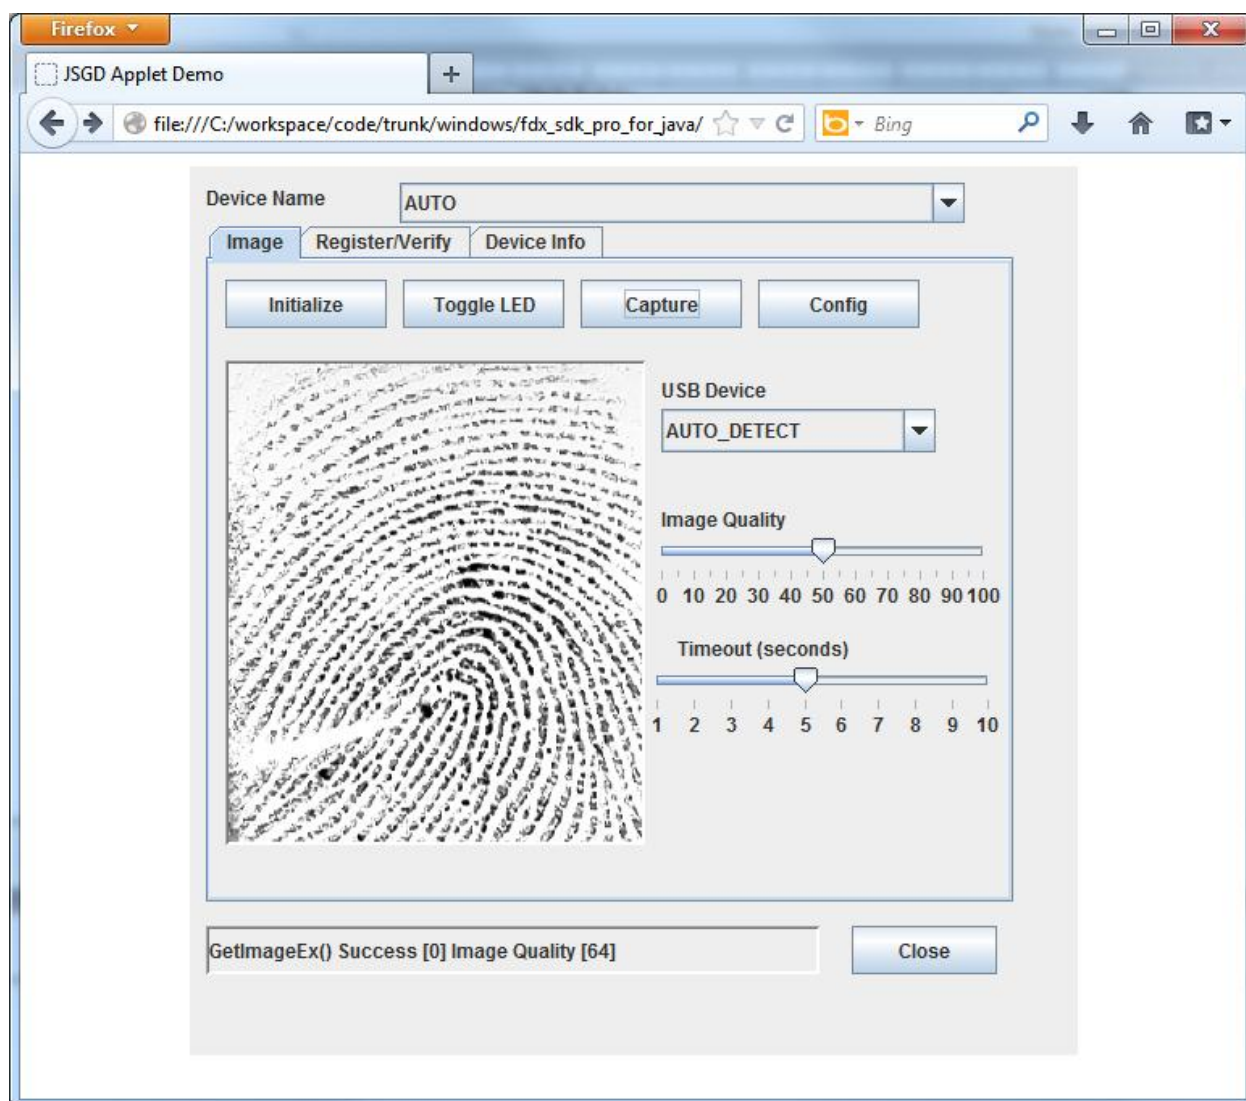 Firefox
JSGD Applet Demo
file:///C:/workspace/code/trunk/windows/fdx_sdk_pro_for_java/
Bing
Device Name
AUTO
Image Register/Verify Device Info
Initialize Toggle LED Capture Config
USB Device
AUTO_DETECT
Image Quality
0 10 20 30 40 50 60 70 80 90 100
Timeout (seconds)
1 2 3 4 5 6 7 8 9 10
GetImageEx() Success [0] Image Quality [64]
Close